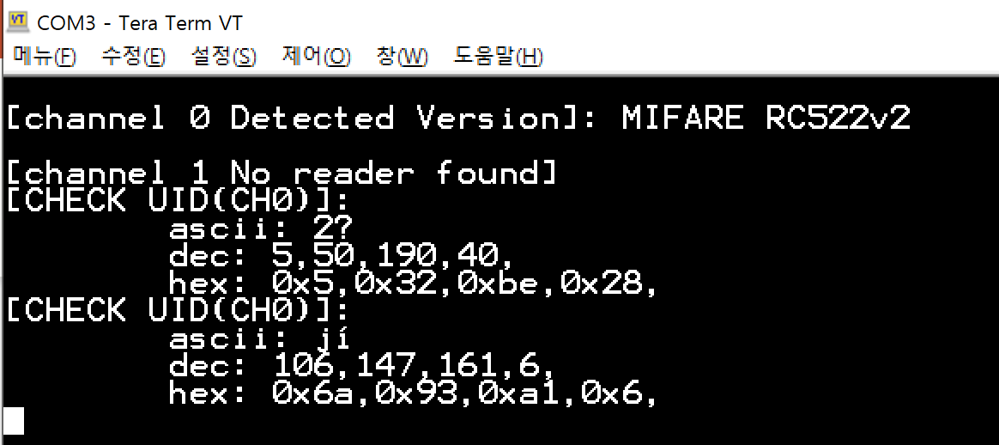 COM3 - Tera Term VT
메뉴(F) 수정(E) 설정(S) 제어(O) 창(W) 도움말(H)
[channel 0 Detected Version]: MIFARE RC522v2
[channel 1 No reader found]
[CHECK UID(CH0)]:
ascii: 2?
dec: 5,50,190,40,
hex: 0x5,0x32,0xbe,0x28,
[CHECK UID(CH0)]:
ascii: jí
dec: 106,147,161,6,
hex: 0x6a,0x93,0xa1,0x6,